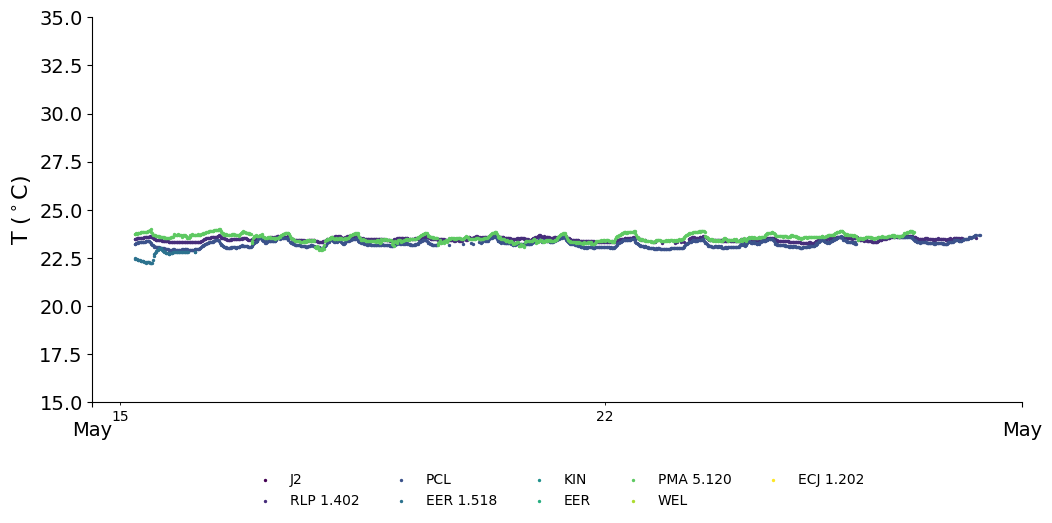 35.0
32.5
30.0
27.5
25.0
22.5
20.0
17.5
15.0
T (°C)
15
22
May
May
J2
PCL
KIN
PMA 5.120
ECJ 1.202
RLP 1.402
EER 1.518
EER
WEL